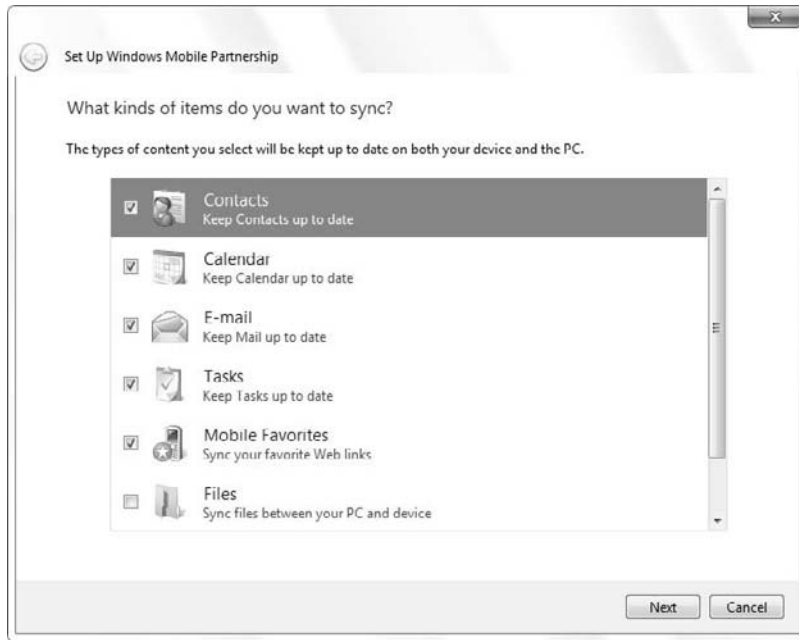 Set Up Windows Mobile Partnership
What kinds of items do you want to sync?
The types of content you select will be kept up to date on both your device and the PC.
Contacts
Keep Contacts up to date
Calendar
Keep Calendar up to date
E-mail
Keep Mail up to date
Tasks
Keep Tasks up to date
Mobile Favorites
Sync your favorite Web links
Files
Sync files between your PC and device
Next Cancel